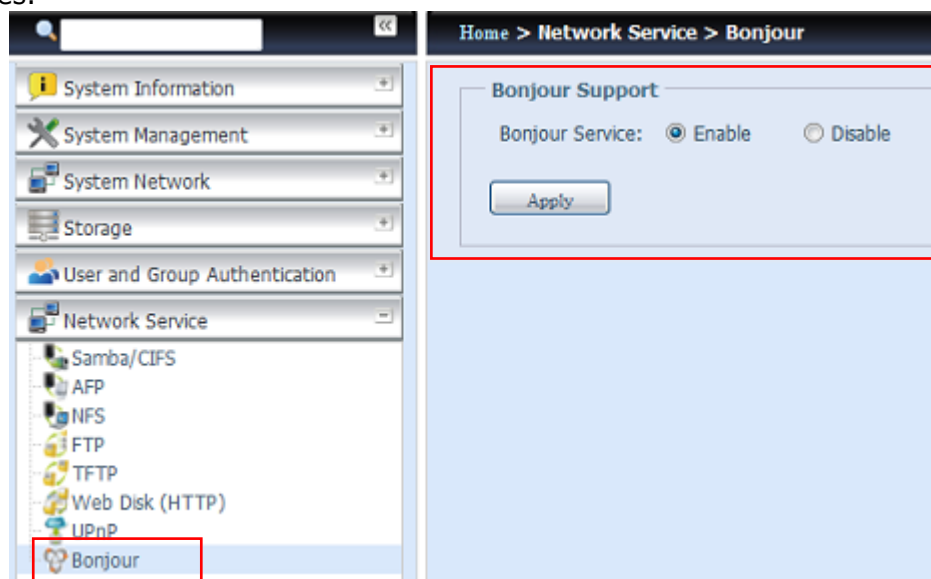 es.
Home > Network Service > Bonjour
System Information
System Management
System Network
Storage
User and Group Authentication
Network Service
Samba/CIFS
AFP
NFS
FTP
TFTP
Web Disk (HTTP)
UPnP
Bonjour
Bonjour Support
Bonjour Service: Enable Disable
Apply